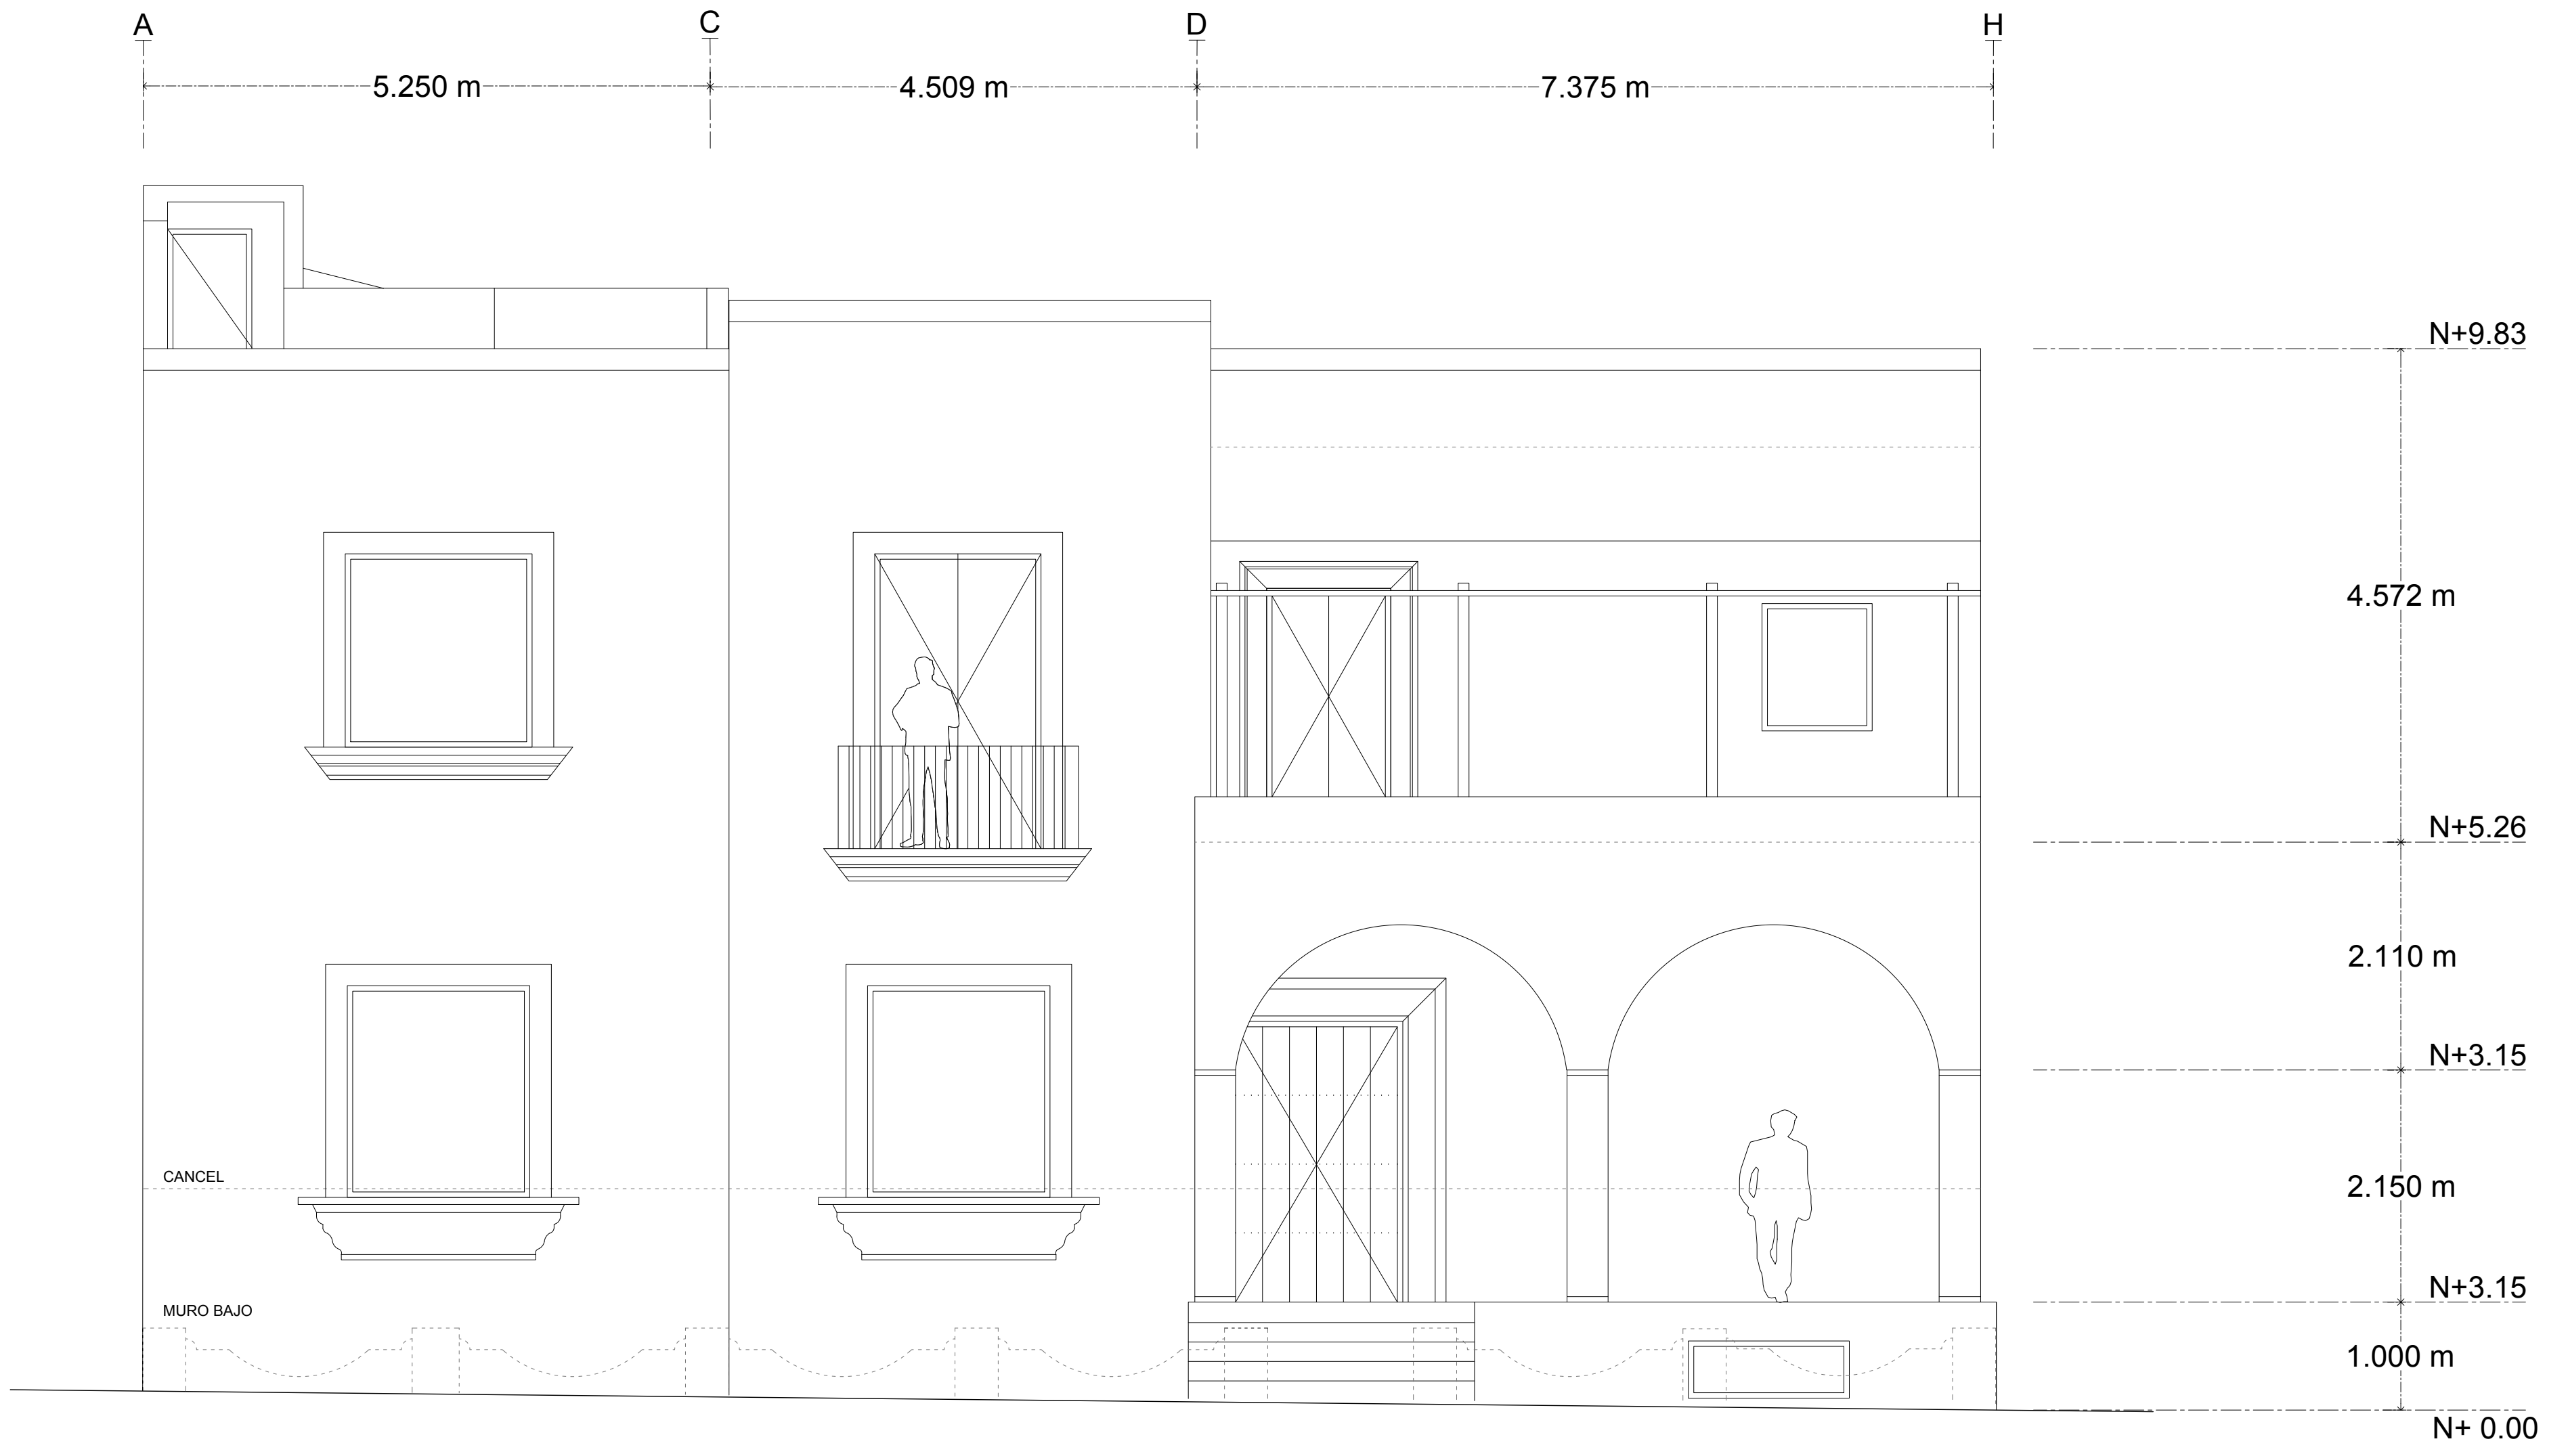 A
C
D
H
5.250 m
4.509 m
7.375 m
N+9.83
4.572 m
N+5.26
2.110 m
N+3.15
CANCEL
2.150 m
N+3.15
MURO BAJO
1.000 m
N+ 0.00